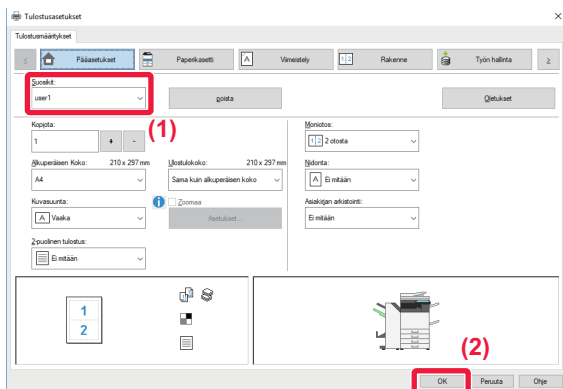 Tulostusasetukset
Tulostusmääritykset
Pääasetukset Paperikasetti Viimeistely Rakenne Työn hallinta
Suosikit:
user1 poista Oletukset
(1)
Kopiota: Moniotos:
1 + - 1 2 2 otosta
Alkuperäisen Koko: 210 x 297 mm Ulostulokoko: 210 x 297 mm Nidonta:
A4 Sama kuin alkuperäisen koko A Ei mitään
Kuvasuunta: Zoomaa Asiakirjan arkistointi:
A Vaaka Asetukset... Ei mitään
2-puolinen tulostus:
Ei mitään
1
2
(2)
OK Peruuta Ohje